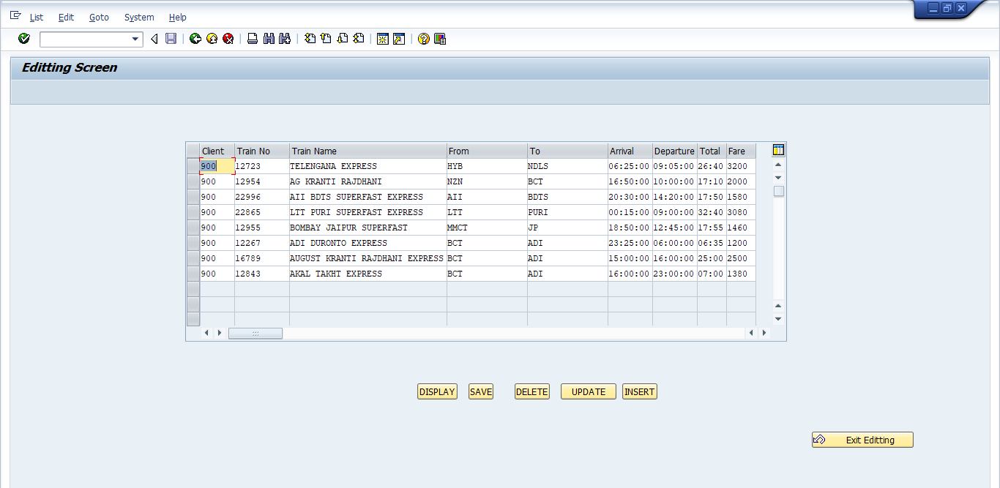 List Edit Goto System Help
Editting Screen
Client Train No Train Name From To Arrival Departure Total Fare
900 12723 TELENGANA EXPRESS HYB NDLS 06:25:00 09:05:00 26:40 3200
900 12954 AG KRANTI RAJDHANI NZN BCT 16:50:00 10:00:00 17:10 2000
900 22996 AII BDTS SUPERFAST EXPRESS AII BDTS 20:30:00 14:20:00 17:50 1580
900 22865 LTT PURI SUPERFAST EXPRESS LTT PURI 00:15:00 09:00:00 32:40 3080
900 12955 BOMBAY JAIPUR SUPERFAST MMCT JP 18:50:00 12:45:00 17:55 1460
900 12267 ADI DURONTO EXPRESS BCT ADI 23:25:00 06:00:00 06:35 1200
900 16789 AUGUST KRANTI RAJDHANI EXPRESS BCT ADI 15:00:00 16:00:00 25:00 2500
900 12843 AKAL TAKHT EXPRESS BCT ADI 16:00:00 23:00:00 07:00 1380
DISPLAY SAVE DELETE UPDATE INSERT
Exit Editting